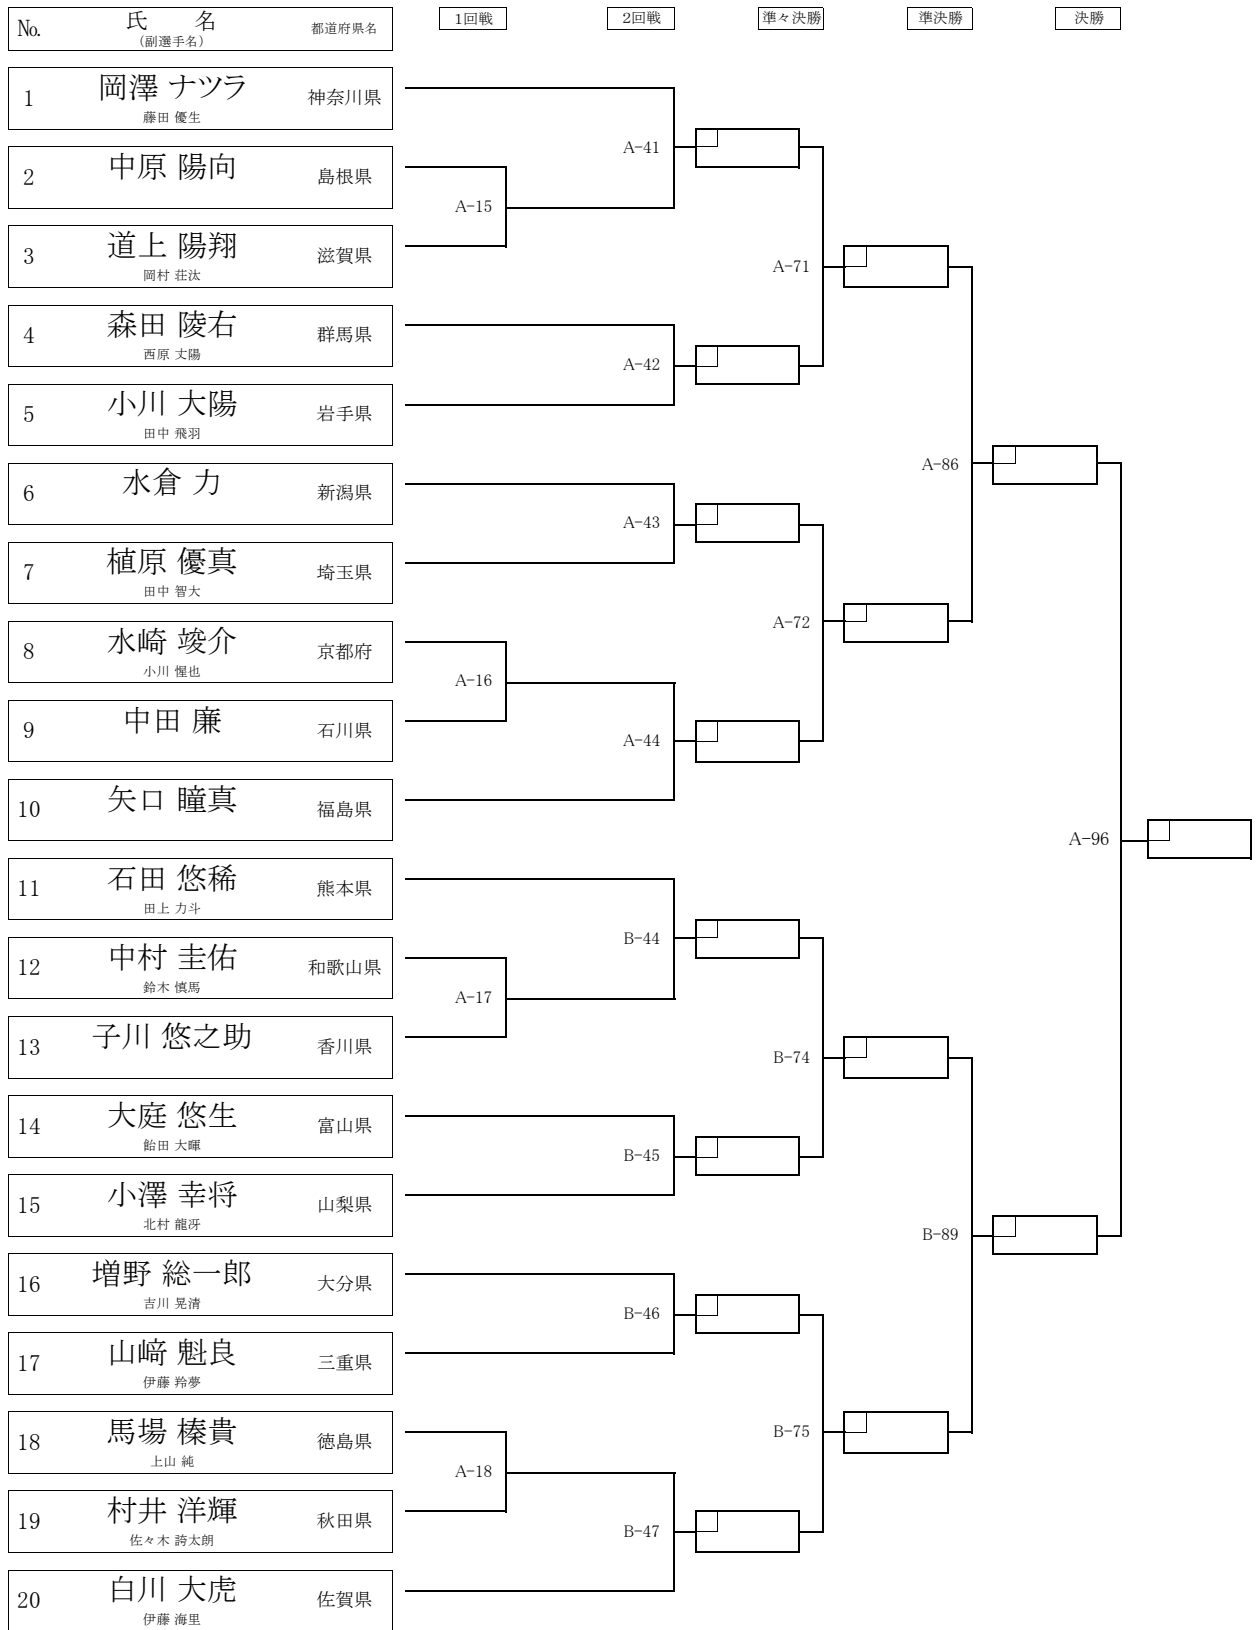 No. 氏 名 都道府県名 1回戦 2回戦 準々決勝 準決勝 決勝
(副選手名)
1 岡澤 ナツラ 神奈川県
藤田 優生
A-41
2 中原 陽向 島根県
A-15
3 道上 陽翔 滋賀県
岡村 荘汰
A-71
4 森田 陵右 群馬県
西原 丈陽
A-42
5 小川 大陽 岩手県
田中 飛羽
A-86
6 水倉 力 新潟県
A-43
7 植原 優真 埼玉県
田中 智大
A-72
8 水崎 竣介 京都府
小川 惺也
A-16
9 中田 廉 石川県
A-44
10 矢口 瞳真 福島県
A-96
11 石田 悠稀 熊本県
田上 力斗
B-44
12 中村 圭佑 和歌山県
鈴木 慎馬
A-17
13 子川 悠之助 香川県
B-74
14 大庭 悠生 富山県
飴田 大暉
B-45
15 小澤 幸将 山梨県
北村 龍冴
B-89
16 増野 総一郎 大分県
吉川 晃清
B-46
17 山﨑 魁良 三重県
伊藤 羚夢
B-75
18 馬場 榛貴 徳島県
上山 純
A-18
19 村井 洋輝 秋田県
佐々木 誇太朗
B-47
20 白川 大虎 佐賀県
伊藤 海里